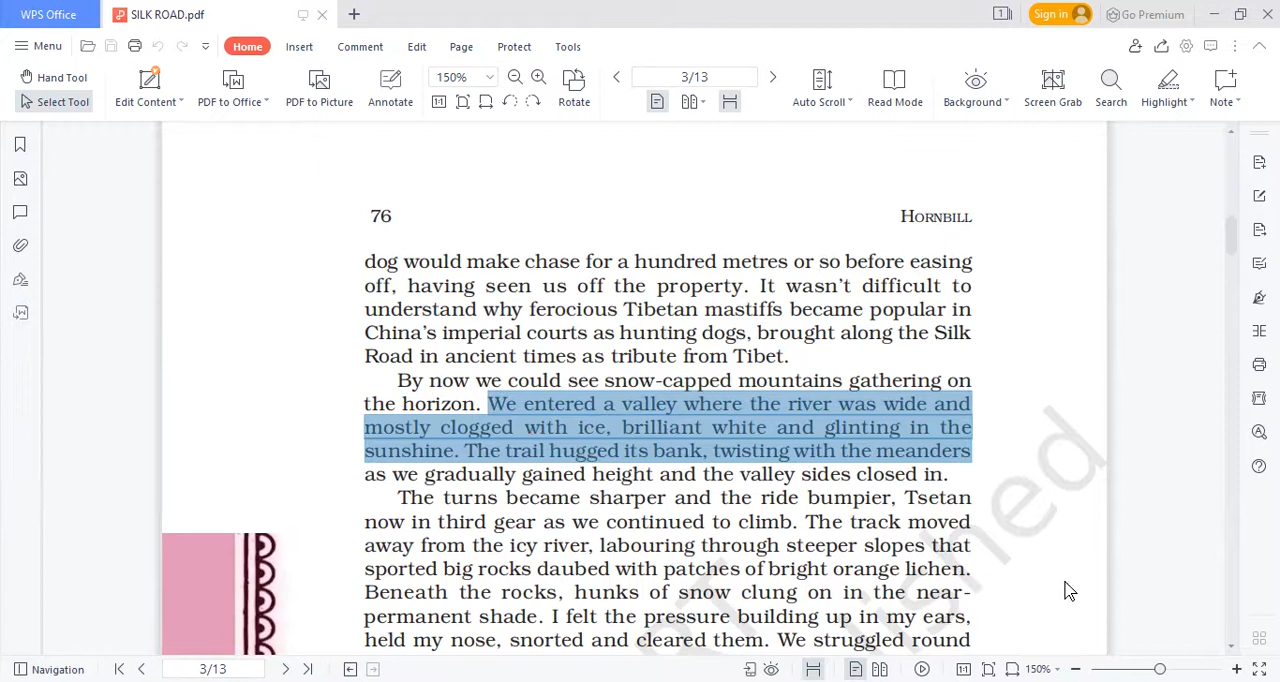 WPS Office
SILK ROAD.pdf
1
Sign in
Go Premium
Menu
Home
Insert
Comment
Edit
Page
Protect
Tools
Hand Tool
Select Tool
Edit Content
PDF to Office
PDF to Picture
Annotate
150%
3/13
Rotate
Auto Scroll
Read Mode
Background
Screen Grab
Search
Highlight
Note
76
HORNBILL
dog would make chase for a hundred metres or so before easing
off, having seen us off the property. It wasn't difficult to
understand why ferocious Tibetan mastiffs became popular in
China's imperial courts as hunting dogs, brought along the Silk
Road in ancient times as tribute from Tibet.
By now we could see snow-capped mountains gathering on
the horizon. We entered a valley where the river was wide and
mostly clogged with ice, brilliant white and glinting in the
sunshine. The trail hugged its bank, twisting with the meanders
as we gradually gained height and the valley sides closed in.
The turns became sharper and the ride bumpier, Tsetan
now in third gear as we continued to climb. The track moved
away from the icy river, labouring through steeper slopes that
sported big rocks daubed with patches of bright orange lichen.
Beneath the rocks, hunks of snow clung on in the near-
permanent shade. I felt the pressure building up in my ears,
held my nose, snorted and cleared them. We struggled round
Navigation
3/13
150%